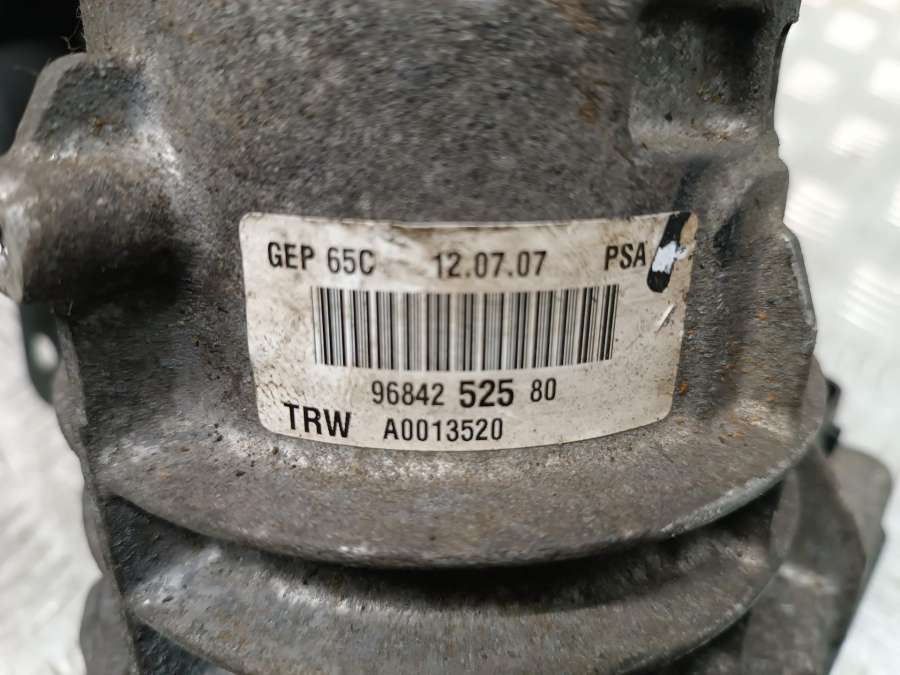 GEP 65C 12.07.07 PSA
96842 525 80
TRW A0013520